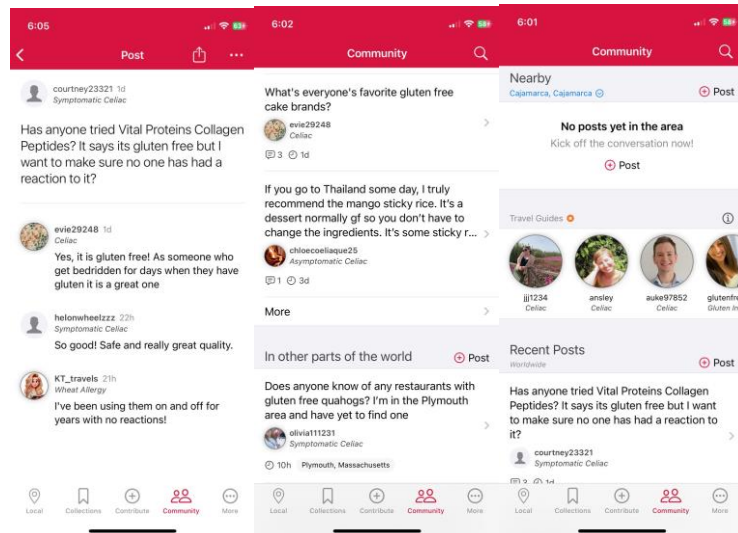 6:05
83
Post
courtney23321 1d
Symptomatic Celiac
Has anyone tried Vital Proteins Collagen
Peptides? It says its gluten free but I
want to make sure no one has had a
reaction to it?
evie29248 1d
Celiac
Yes, it is gluten free! As someone who
get bedridden for days when they have
gluten it is a great one
helonwheelzzz 22h
Symptomatic Celiac
So good! Safe and really great quality.
KT_travels 21h
Wheat Allergy
I've been using them on and off for
years with no reactions!
Local
Collections
Contribute
Community
More
6:02
58
Community
What's everyone's favorite gluten free
cake brands?
evie29248
Celiac
3 1d
If you go to Thailand some day, I truly
recommend the mango sticky rice. It's a
dessert normally gf so you don't have to
change the ingredients. It's some sticky r...
chloecoeliaque25
Asymptomatic Celiac
1 3d
More
In other parts of the world
Post
Does anyone know of any restaurants with
gluten free quahogs? I'm in the Plymouth
area and have yet to find one
olivia111231
Symptomatic Celiac
10h Plymouth, Massachusetts
Local
Collections
Contribute
Community
More
6:01
58
Community
Nearby
Cajamarca, Cajamarca
Post
No posts yet in the area
Kick off the conversation now!
Post
Travel Guides
jjj1234
Celiac
ansley
Celiac
auke97852
Celiac
glutenfre
Gluten In
Recent Posts
Worldwide
Post
Has anyone tried Vital Proteins Collagen
Peptides? It says its gluten free but I want
to make sure no one has had a reaction to
it?
courtney23321
Symptomatic Celiac
3 1d
Local
Collections
Contribute
Community
More